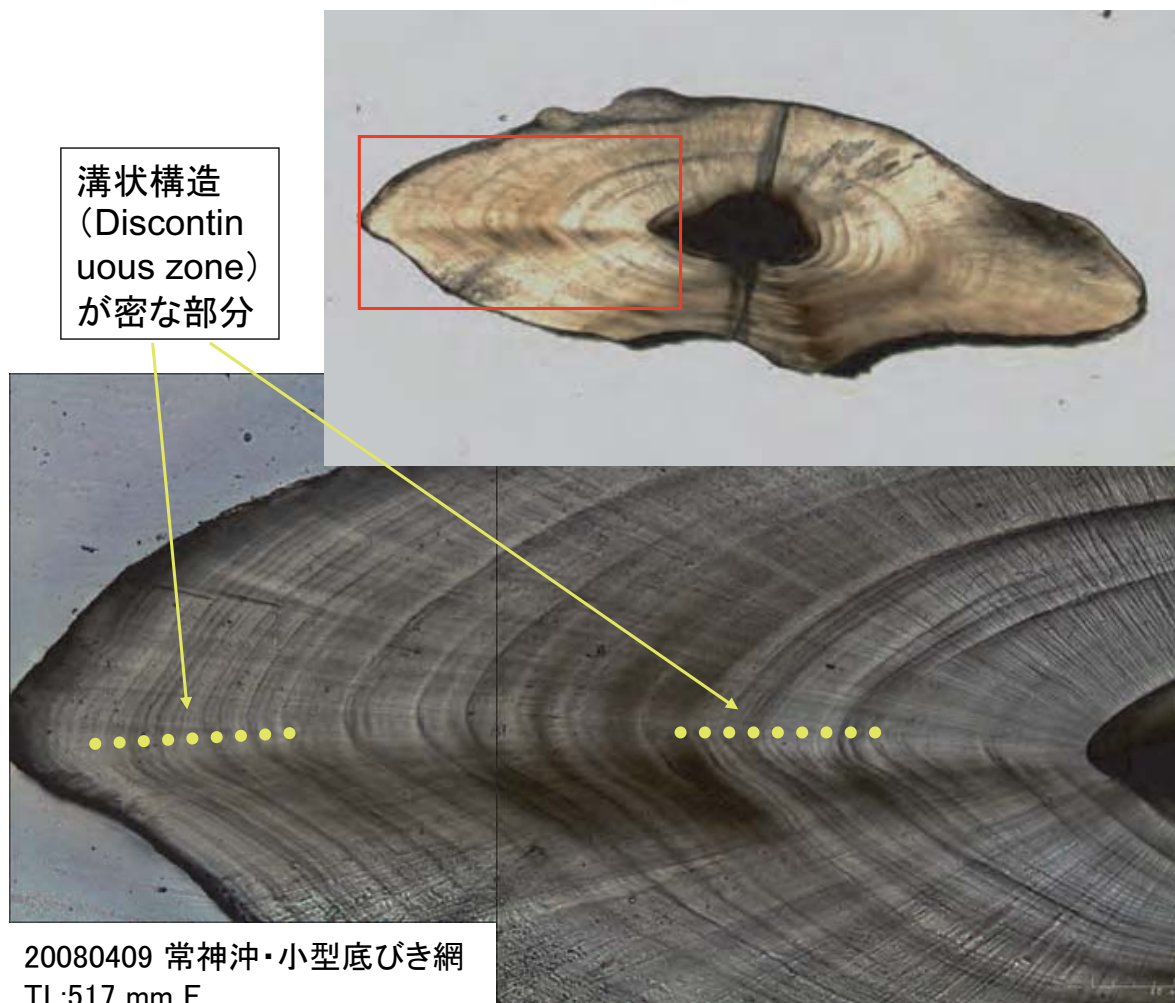 溝状構造
（Discontin
uous zone）
が密な部分
20080409 常神沖・小型底びき網
TL:517 mm F